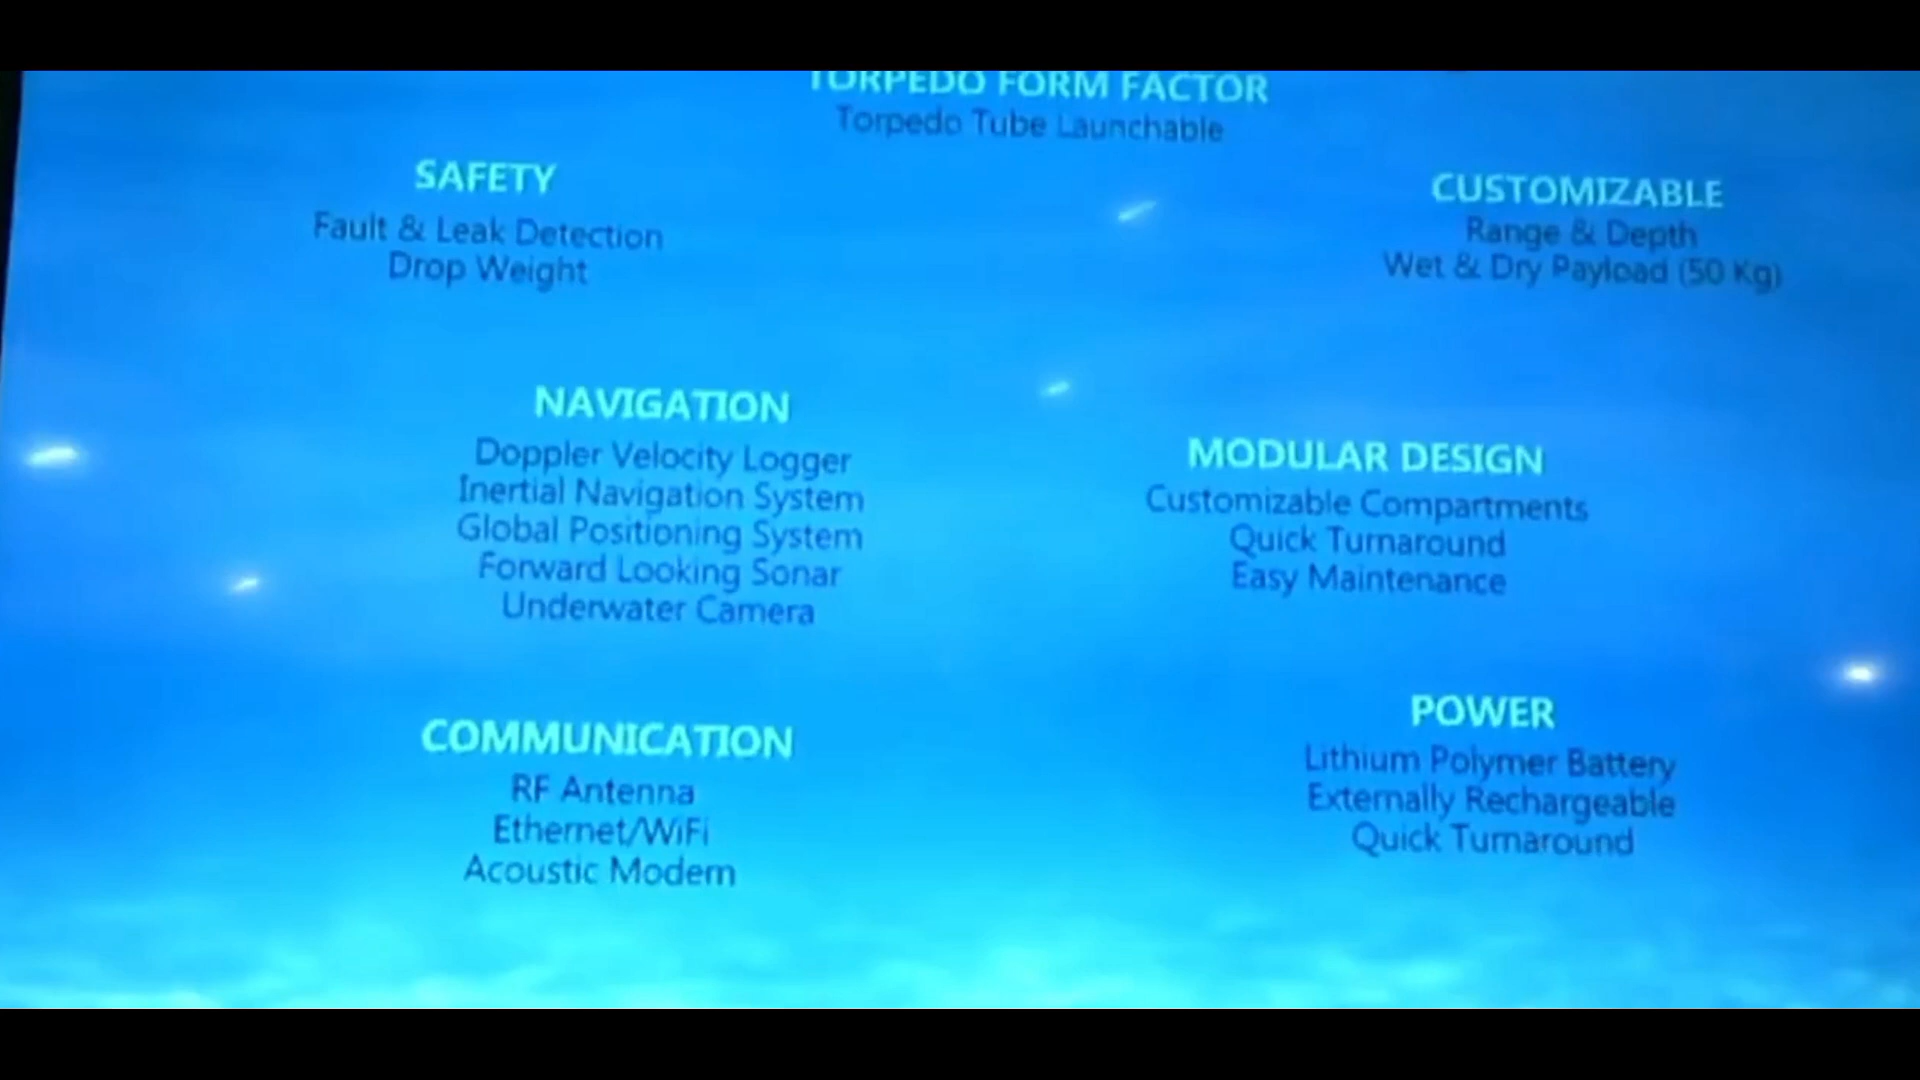 TORPEDO FORM FACTOR
Torpedo Tube Launchable
SAFETY
Fault & Leak Detection
Drop Weight
CUSTOMIZABLE
Range & Depth
Wet & Dry Payload (50 Kg)
NAVIGATION
Doppler Velocity Logger
Inertial Navigation System
Global Positioning System
Forward Looking Sonar
Underwater Camera
MODULAR DESIGN
Customizable Compartments
Quick Turnaround
Easy Maintenance
COMMUNICATION
RF Antenna
Ethernet/WiFi
Acoustic Modem
POWER
Lithium Polymer Battery
Externally Rechargeable
Quick Turnaround